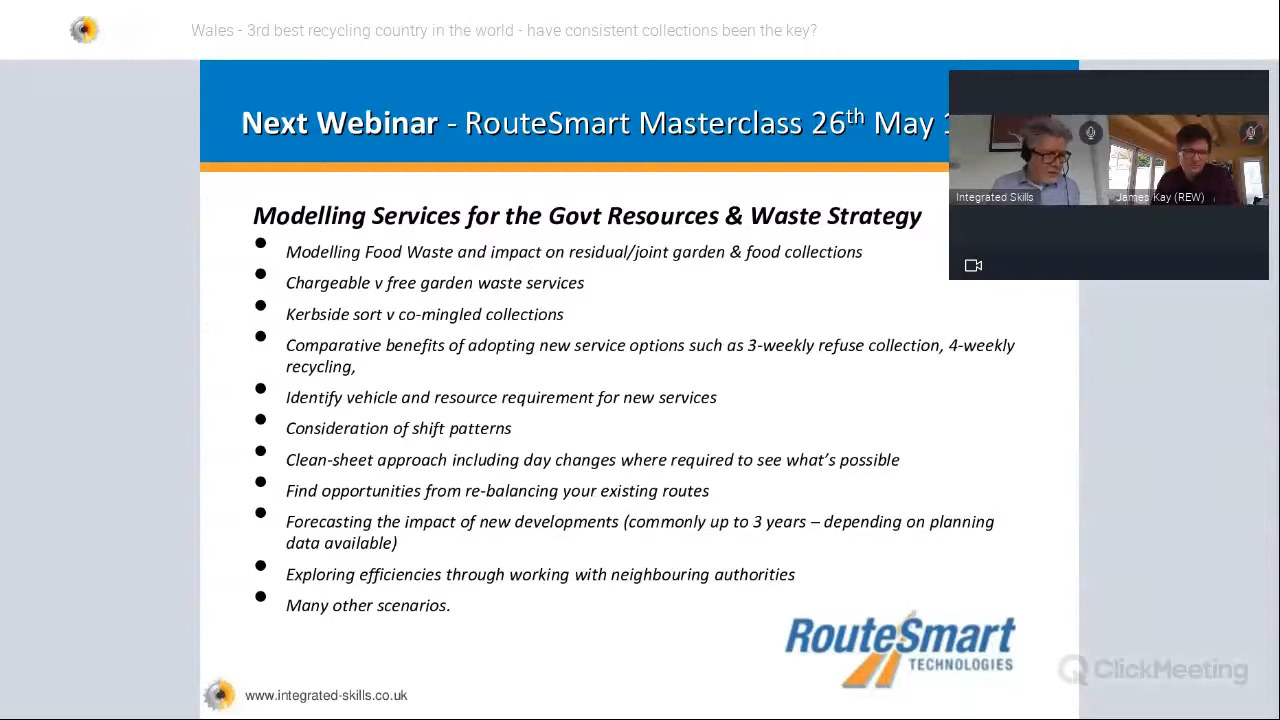 Wales - 3rd best recycling country in the world - have consistent collections been the key?
Next Webinar - RouteSmart Masterclass 26th May
Integrated Skills
James Kay (REW)
Modelling Services for the Govt Resources & Waste Strategy
Modelling Food Waste and impact on residual/joint garden & food collections
Chargeable v free garden waste services
Kerbside sort v co-mingled collections
Comparative benefits of adopting new service options such as 3-weekly refuse collection, 4-weekly
recycling,
Identify vehicle and resource requirement for new services
Consideration of shift patterns
Clean-sheet approach including day changes where required to see what's possible
Find opportunities from re-balancing your existing routes
Forecasting the impact of new developments (commonly up to 3 years – depending on planning
data available)
Exploring efficiencies through working with neighbouring authorities
Many other scenarios.
RouteSmart
TECHNOLOGIES
ClickMeeting
www.integrated-skills.co.uk